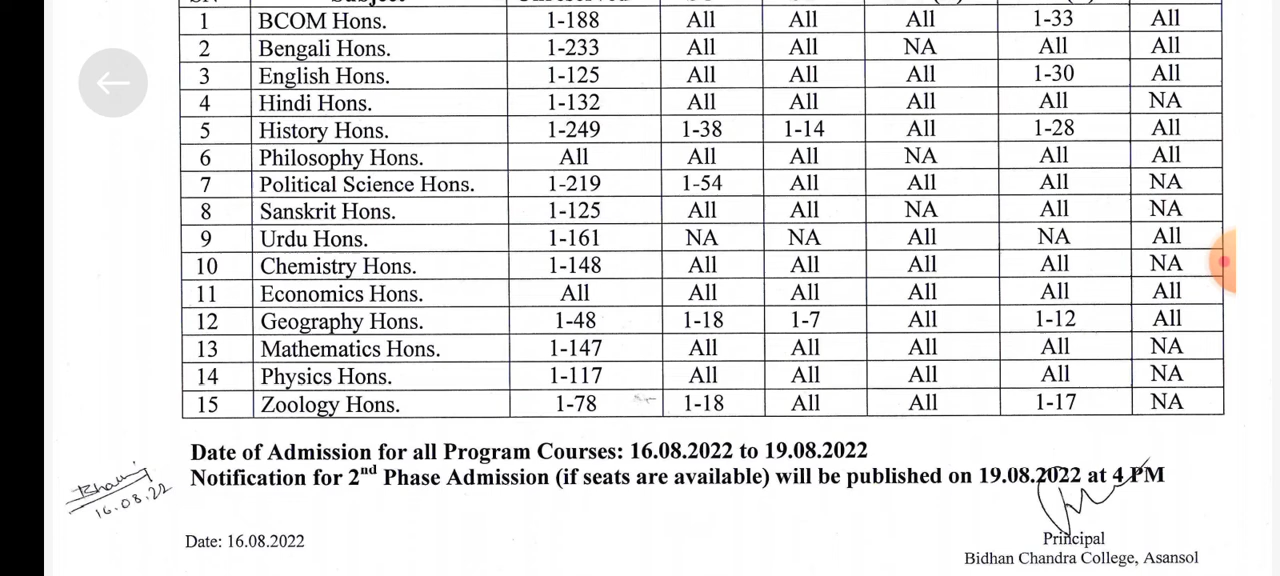 1 BCOM Hons. 1-188 All All All 1-33 All
2 Bengali Hons. 1-233 All All NA All All
3 English Hons. 1-125 All All All 1-30 All
4 Hindi Hons. 1-132 All All All All NA
5 History Hons. 1-249 1-38 1-14 All 1-28 All
6 Philosophy Hons. All All All NA All All
7 Political Science Hons. 1-219 1-54 All All All NA
8 Sanskrit Hons. 1-125 All All NA All NA
9 Urdu Hons. 1-161 NA NA All NA All
10 Chemistry Hons. 1-148 All All All All NA
11 Economics Hons. All All All All All All
12 Geography Hons. 1-48 1-18 1-7 All 1-12 All
13 Mathematics Hons. 1-147 All All All All NA
14 Physics Hons. 1-117 All All All All NA
15 Zoology Hons. 1-78 1-18 All All 1-17 NA
Date of Admission for all Program Courses: 16.08.2022 to 19.08.2022
Notification for 2nd Phase Admission (if seats are available) will be published on 19.08.2022 at 4 PM
16.08.22
Date: 16.08.2022
Principal
Bidhan Chandra College, Asansol